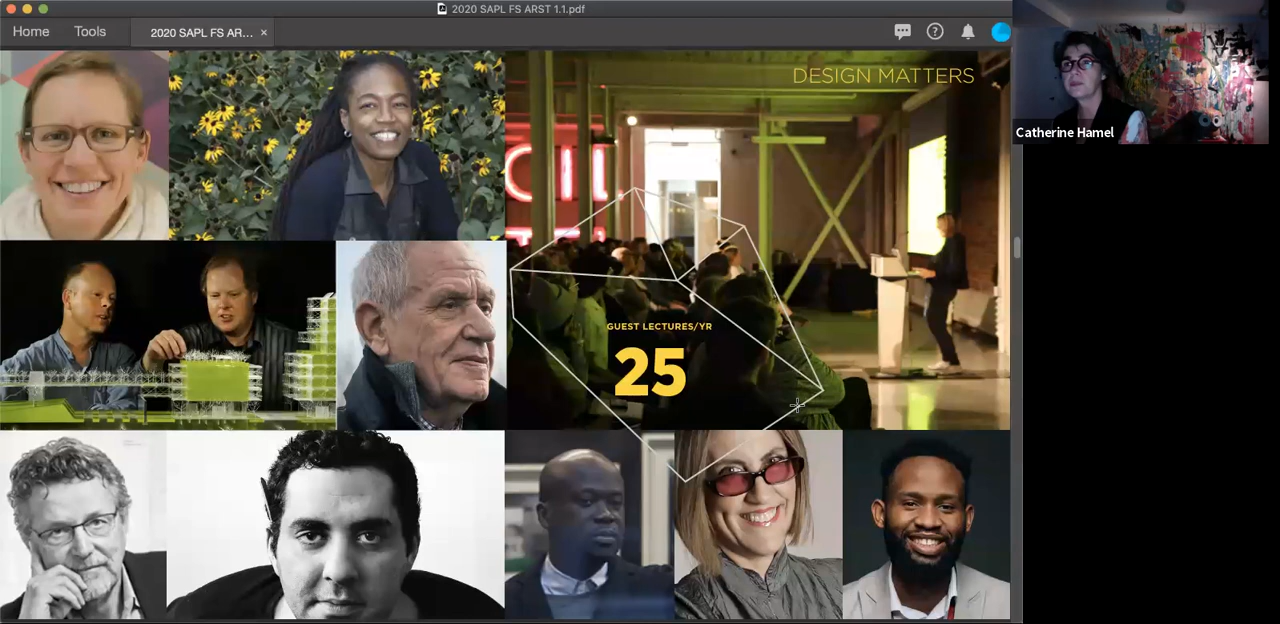 2020 SAPL FS ARST 1.1.pdf
Home
Tools
2020 SAPL FS AR... ×
DESIGN MATTERS
Catherine Hamel
GUEST LECTURES/YR
25